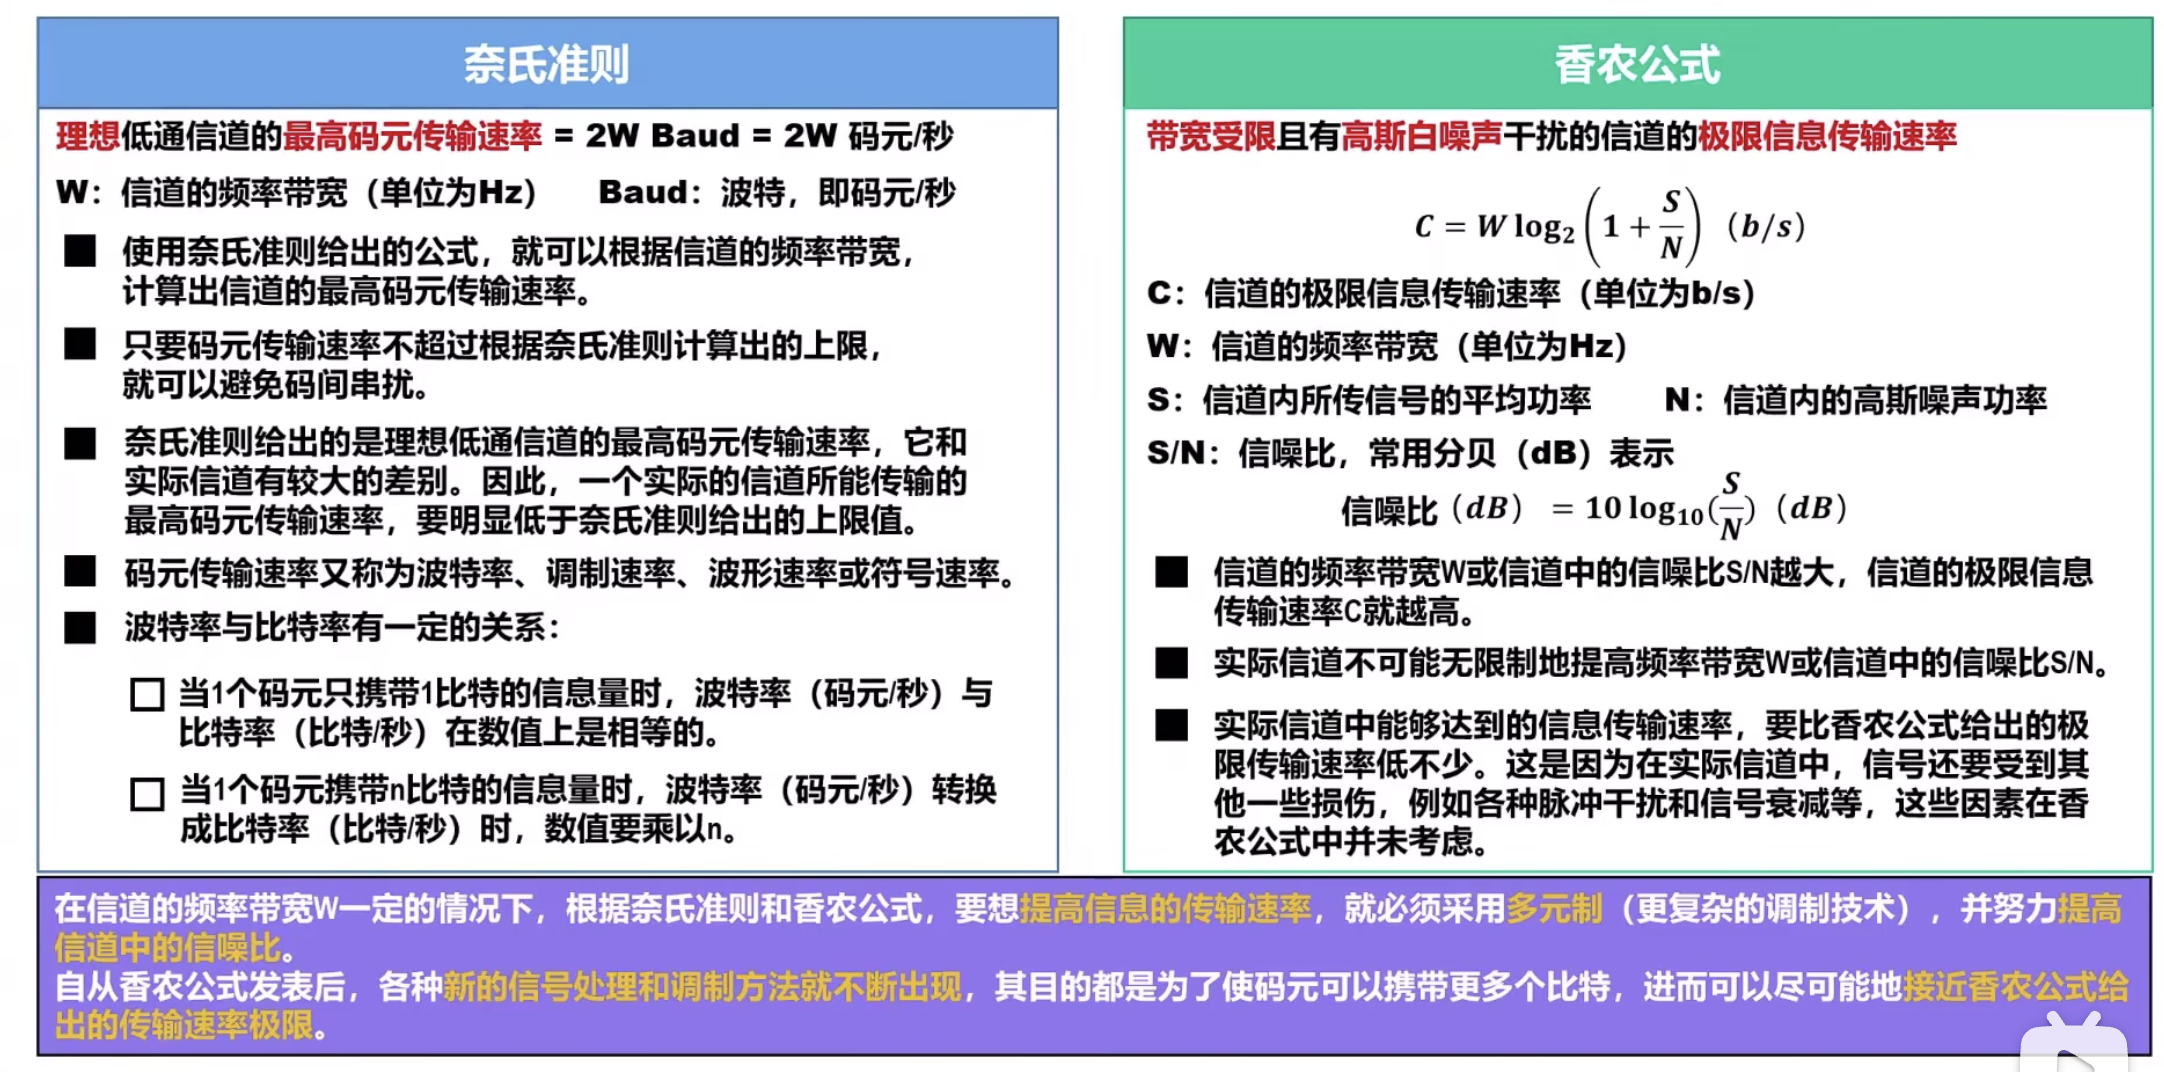 奈氏准则
理想低通信道的最高码元传输速率 = 2W Baud = 2W 码元/秒
W：信道的频率带宽（单位为Hz） Baud：波特，即码元/秒
■ 使用奈氏准则给出的公式，就可以根据信道的频率带宽，
计算出信道的最高码元传输速率。
■ 只要码元传输速率不超过根据奈氏准则计算出的上限，
就可以避免码间串扰。
■ 奈氏准则给出的是理想低通信道的最高码元传输速率，它和
实际信道有较大的差别。因此，一个实际的信道所能传输的
最高码元传输速率，要明显低于奈氏准则给出的上限值。
■ 码元传输速率又称为波特率、调制速率、波形速率或符号速率。
■ 波特率与比特率有一定的关系：
□ 当1个码元只携带1比特的信息量时，波特率（码元/秒）与
比特率（比特/秒）在数值上是相等的。
□ 当1个码元携带n比特的信息量时，波特率（码元/秒）转换
成比特率（比特/秒）时，数值要乘以n。
香农公式
带宽受限且有高斯白噪声干扰的信道的极限信息传输速率
C = W log₂(1 + S/N) （b/s）
C：信道的极限信息传输速率（单位为b/s）
W：信道的频率带宽（单位为Hz）
S：信道内所传信号的平均功率 N：信道内的高斯噪声功率
S/N：信噪比，常用分贝（dB）表示
信噪比（dB） = 10 log₁₀(S/N)（dB）
■ 信道的频率带宽W或信道中的信噪比S/N越大，信道的极限信息
传输速率C就越高。
■ 实际信道不可能无限制地提高频率带宽W或信道中的信噪比S/N。
■ 实际信道中能够达到的信息传输速率，要比香农公式给出的极
限传输速率低不少。这是因为在实际信道中，信号还要受到其
他一些损伤，例如各种脉冲干扰和信号衰减等，这些因素在香
农公式中并未考虑。
在信道的频率带宽W一定的情况下，根据奈氏准则和香农公式，要想提高信息的传输速率，就必须采用多元制（更复杂的调制技术），并努力提高
信道中的信噪比。
自从香农公式发表后，各种新的信号处理和调制方法就不断出现，其目的都是为了使码元可以携带更多个比特，进而可以尽可能地接近香农公式给
出的传输速率极限。